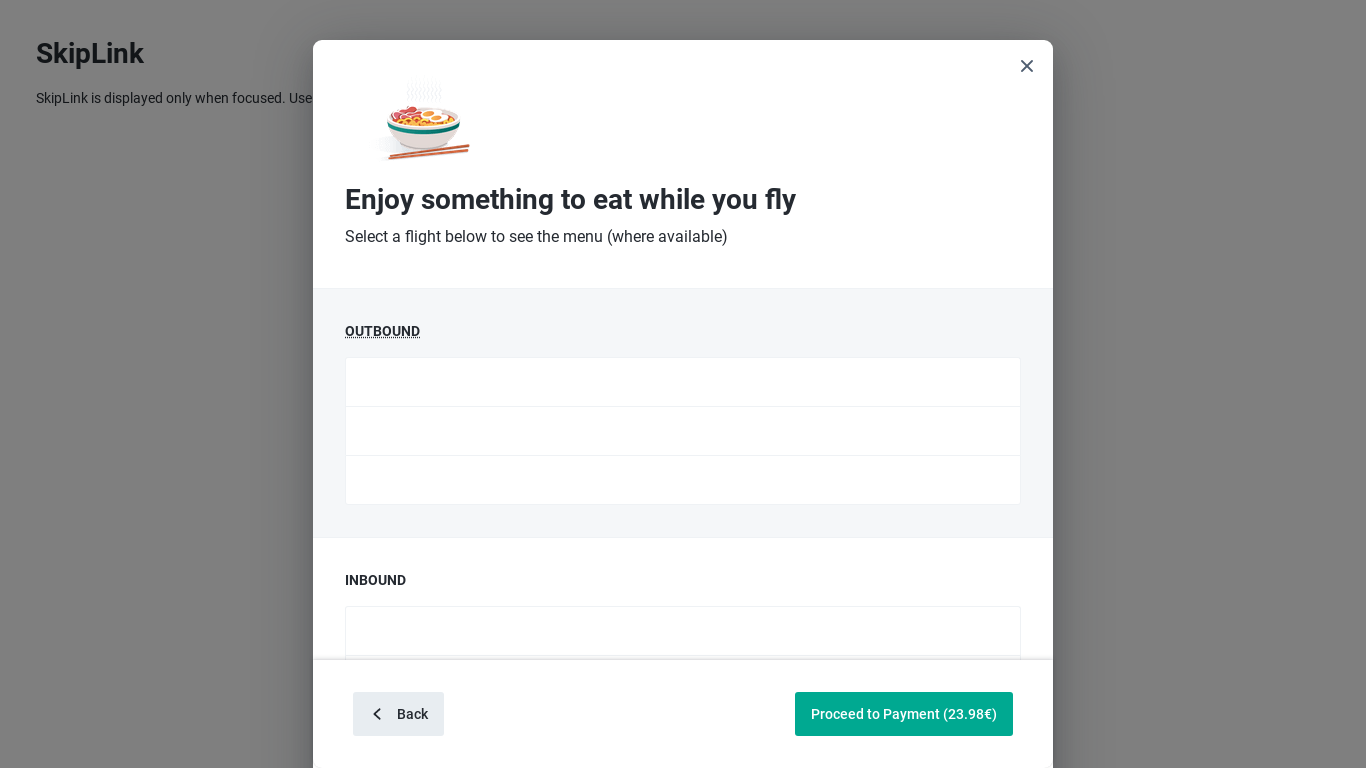 SkipLink
SkipLink is displayed only when focused. Use
Enjoy something to eat while you fly
Select a flight below to see the menu (where available)
OUTBOUND
INBOUND
Back
Proceed to Payment (23.98€)